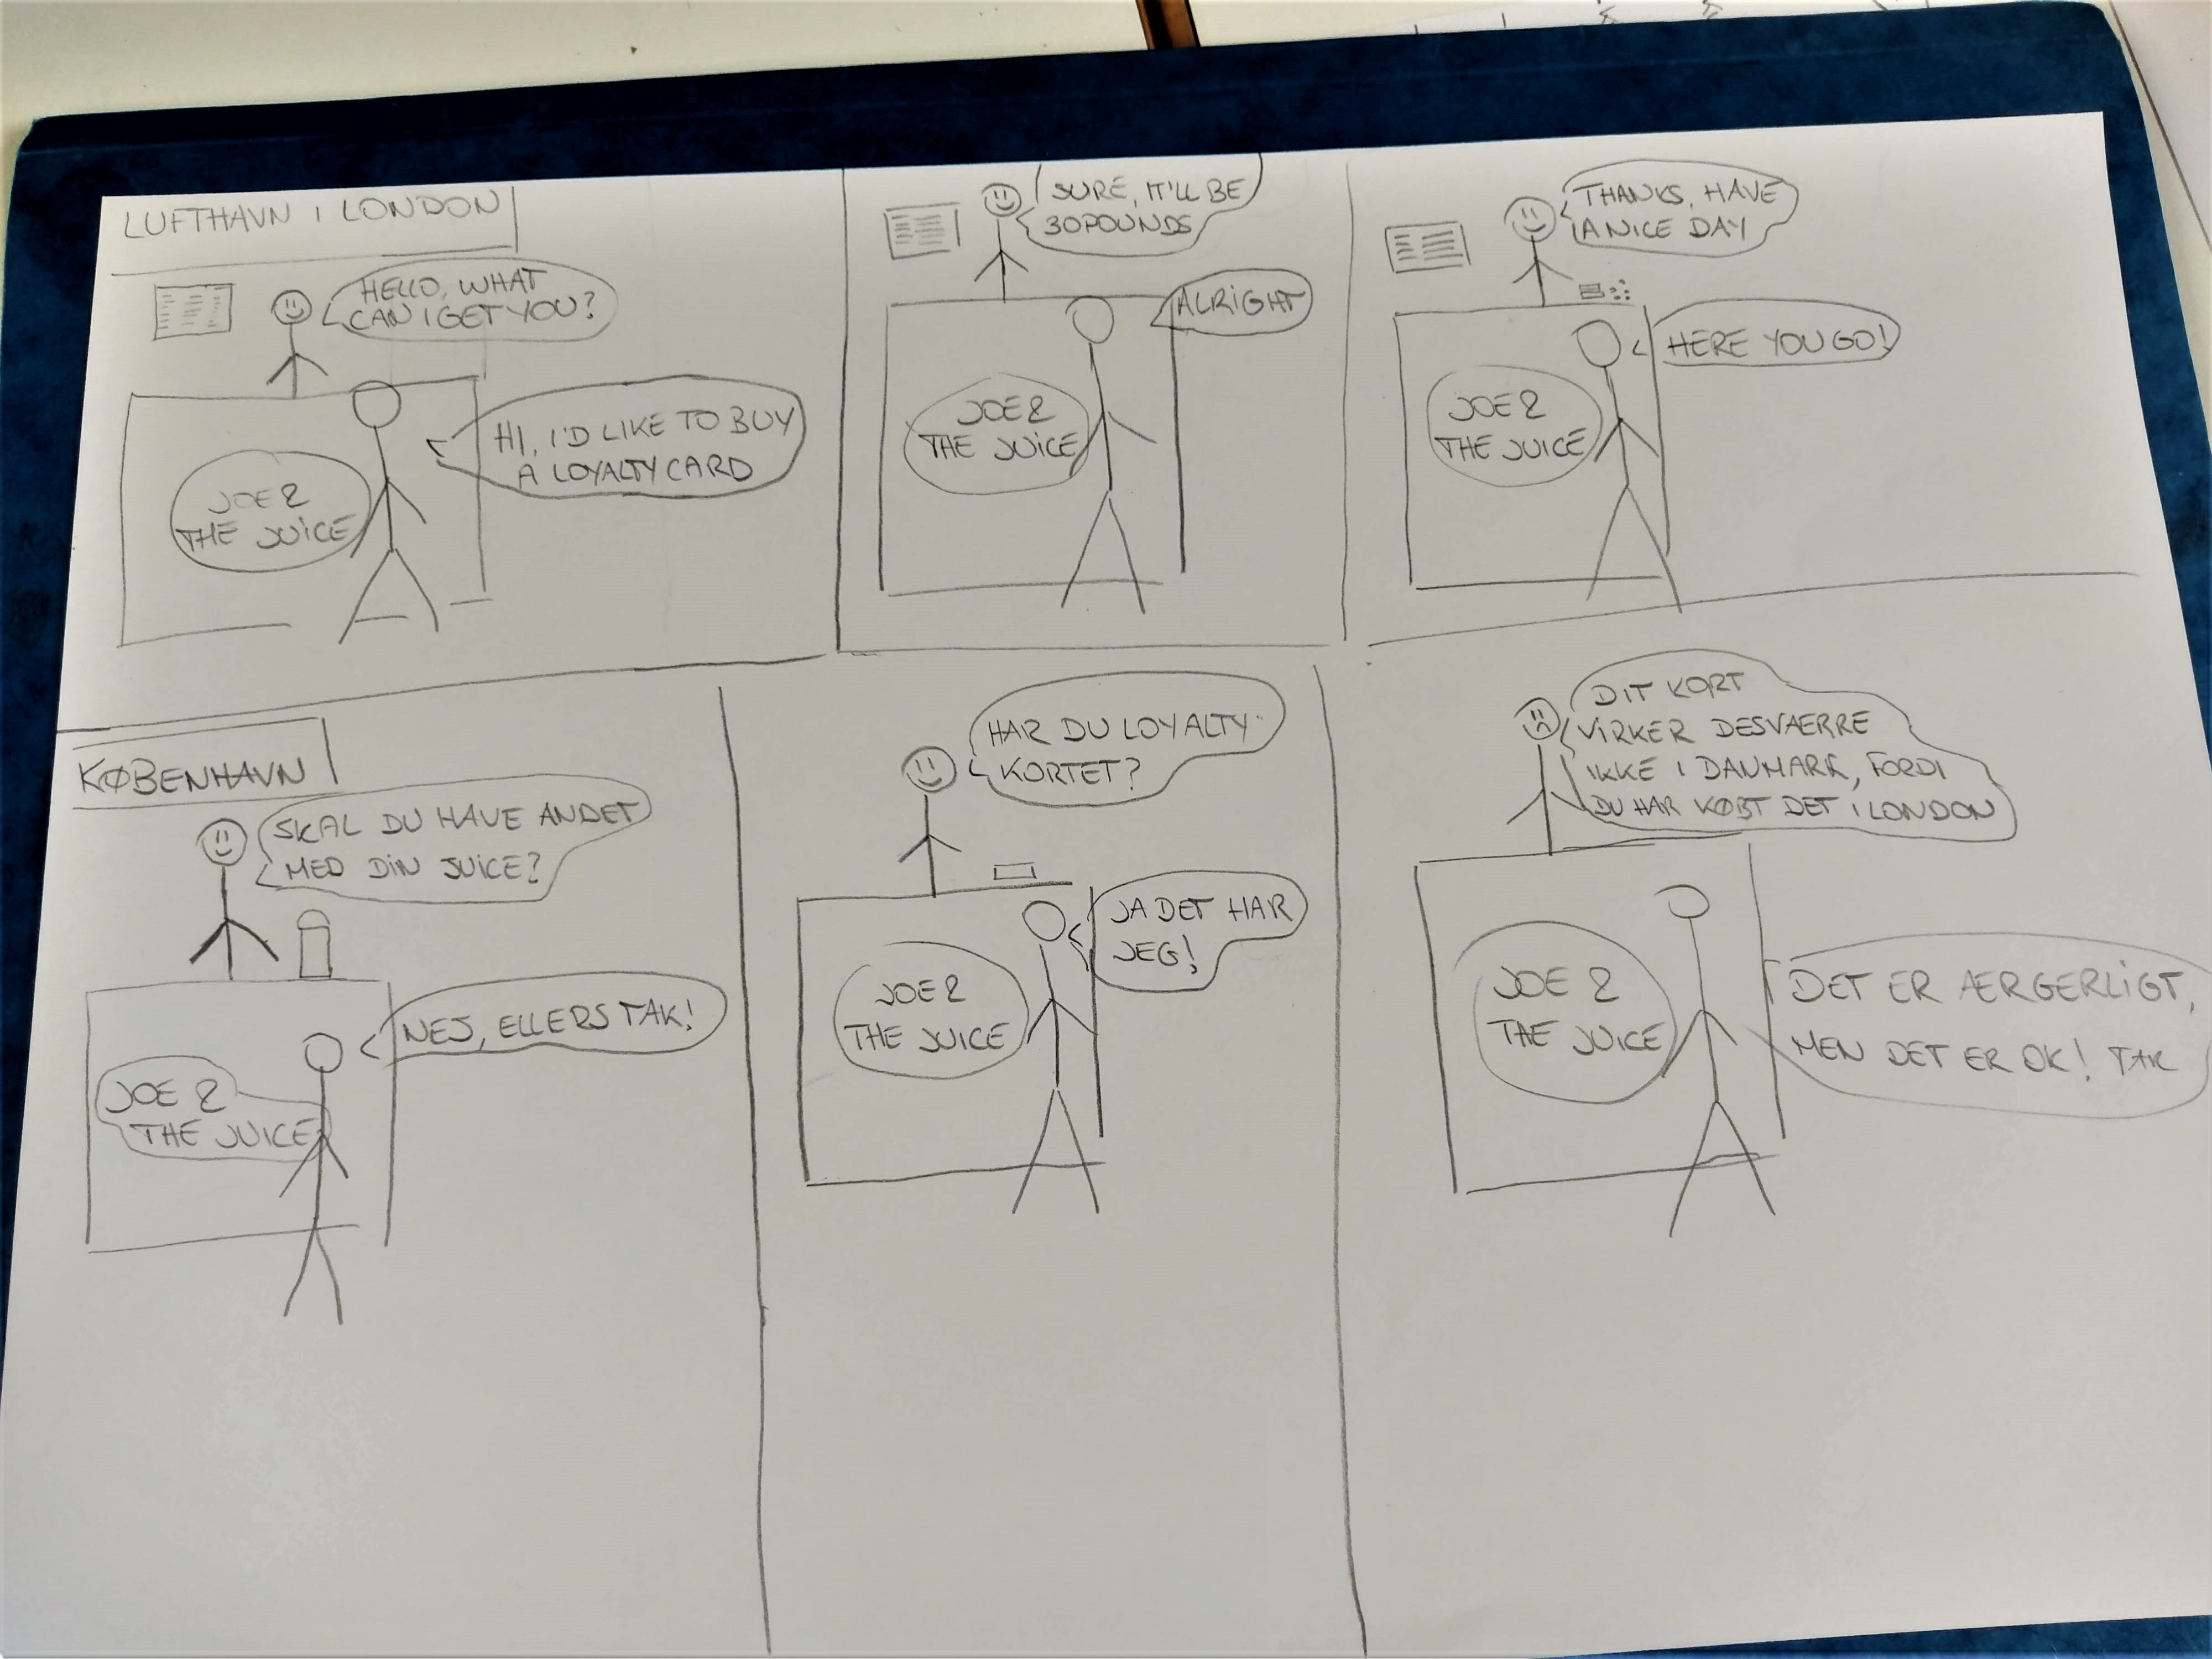 LUFTHAVN I LONDON
HELLO, WHAT
CAN I GET YOU?
HI, I'D LIKE TO BUY
A LOYALTY CARD
JOE &
THE JUICE
SURE, IT'LL BE
30 POUNDS
ALRIGHT
JOE &
THE JUICE
THANKS, HAVE
A NICE DAY
HERE YOU GO!
JOE &
THE JUICE
KØBENHAVN
SKAL DU HAVE ANDET
MED DIN JUICE?
NEJ, ELLERS TAK!
JOE &
THE JUICE
HAR DU LOYALTY-
KORTET?
JA DET HAR
JEG!
JOE &
THE JUICE
DIT KORT
VIRKER DESVAERRE
IKKE I DANMARK, FORDI
DU HAR KØBT DET I LONDON
DET ER ÆRGERLIGT,
MEN DET ER OK! TAK
JOE &
THE JUICE